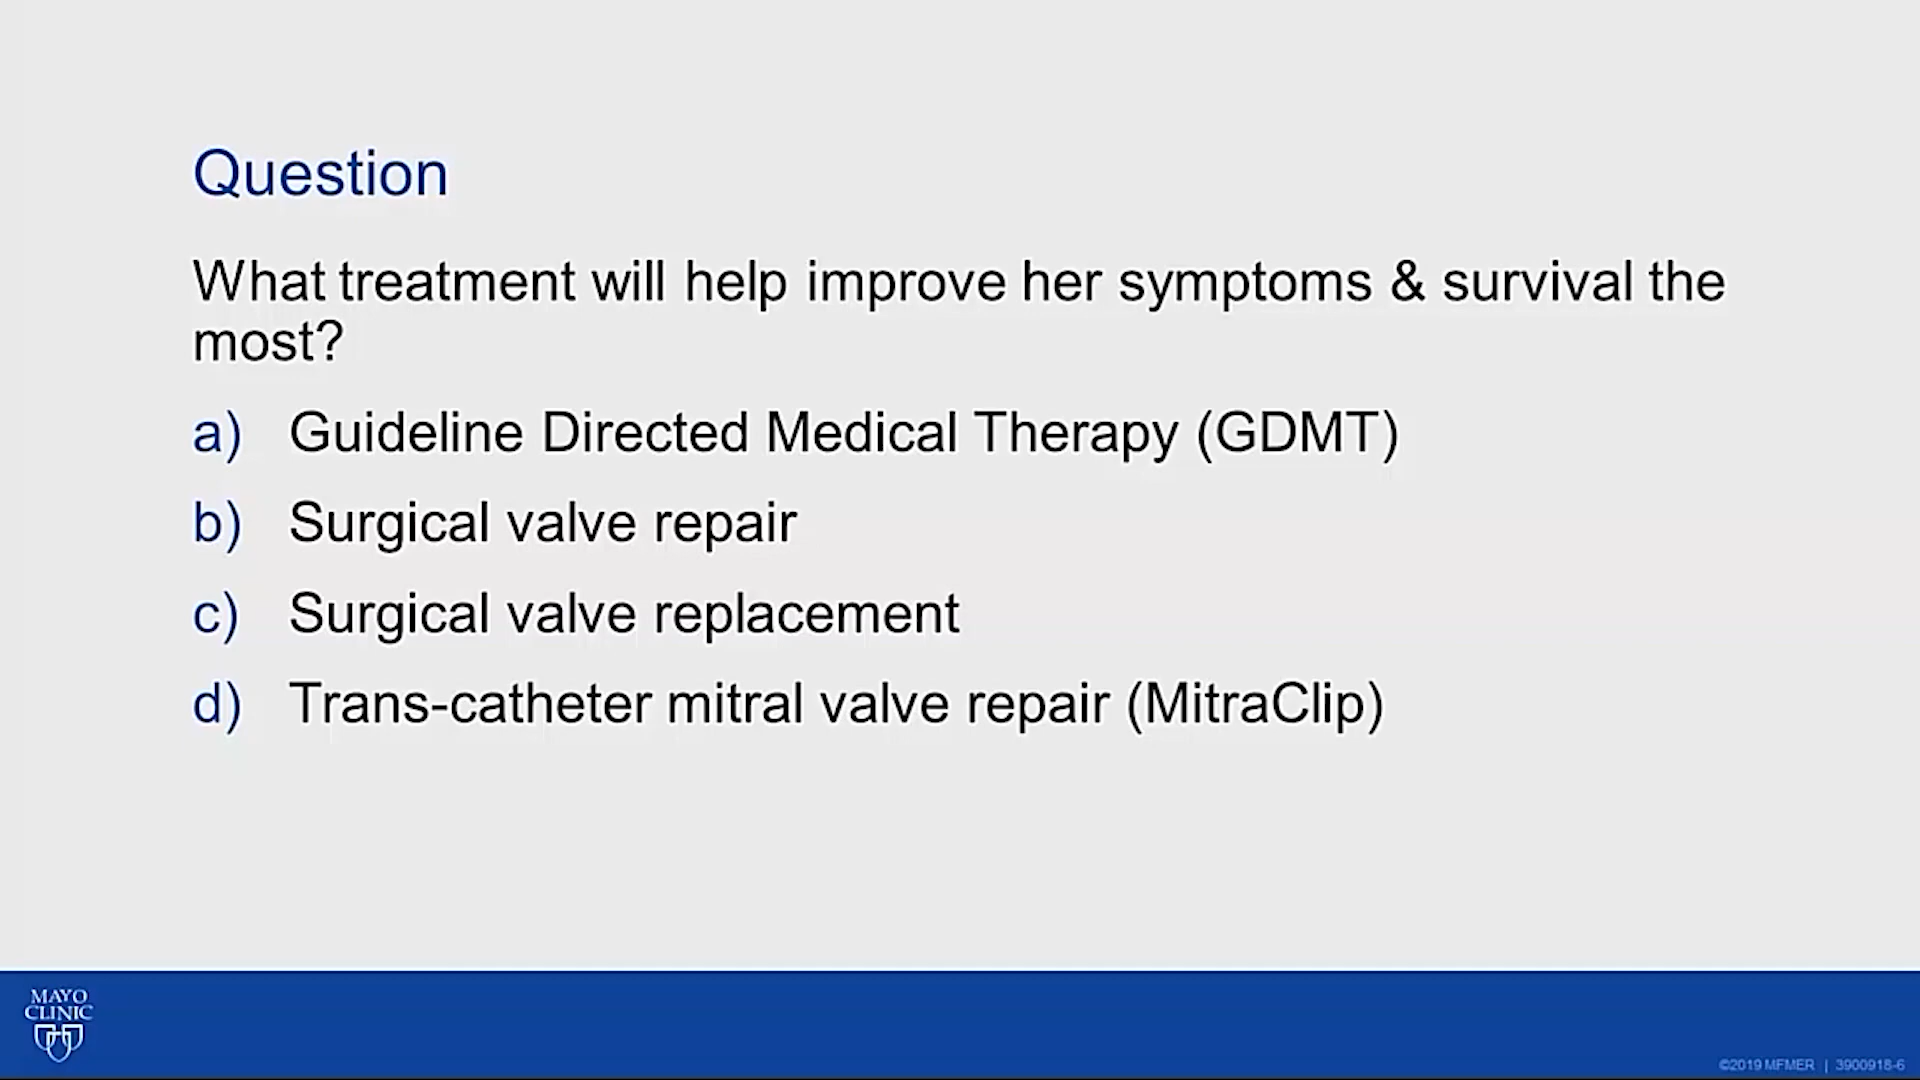 Question
What treatment will help improve her symptoms & survival the
most?
a) Guideline Directed Medical Therapy (GDMT)
b) Surgical valve repair
c) Surgical valve replacement
d) Trans-catheter mitral valve repair (MitraClip)
MAYO
CLINIC
©2019 MFMER | 3900918-6